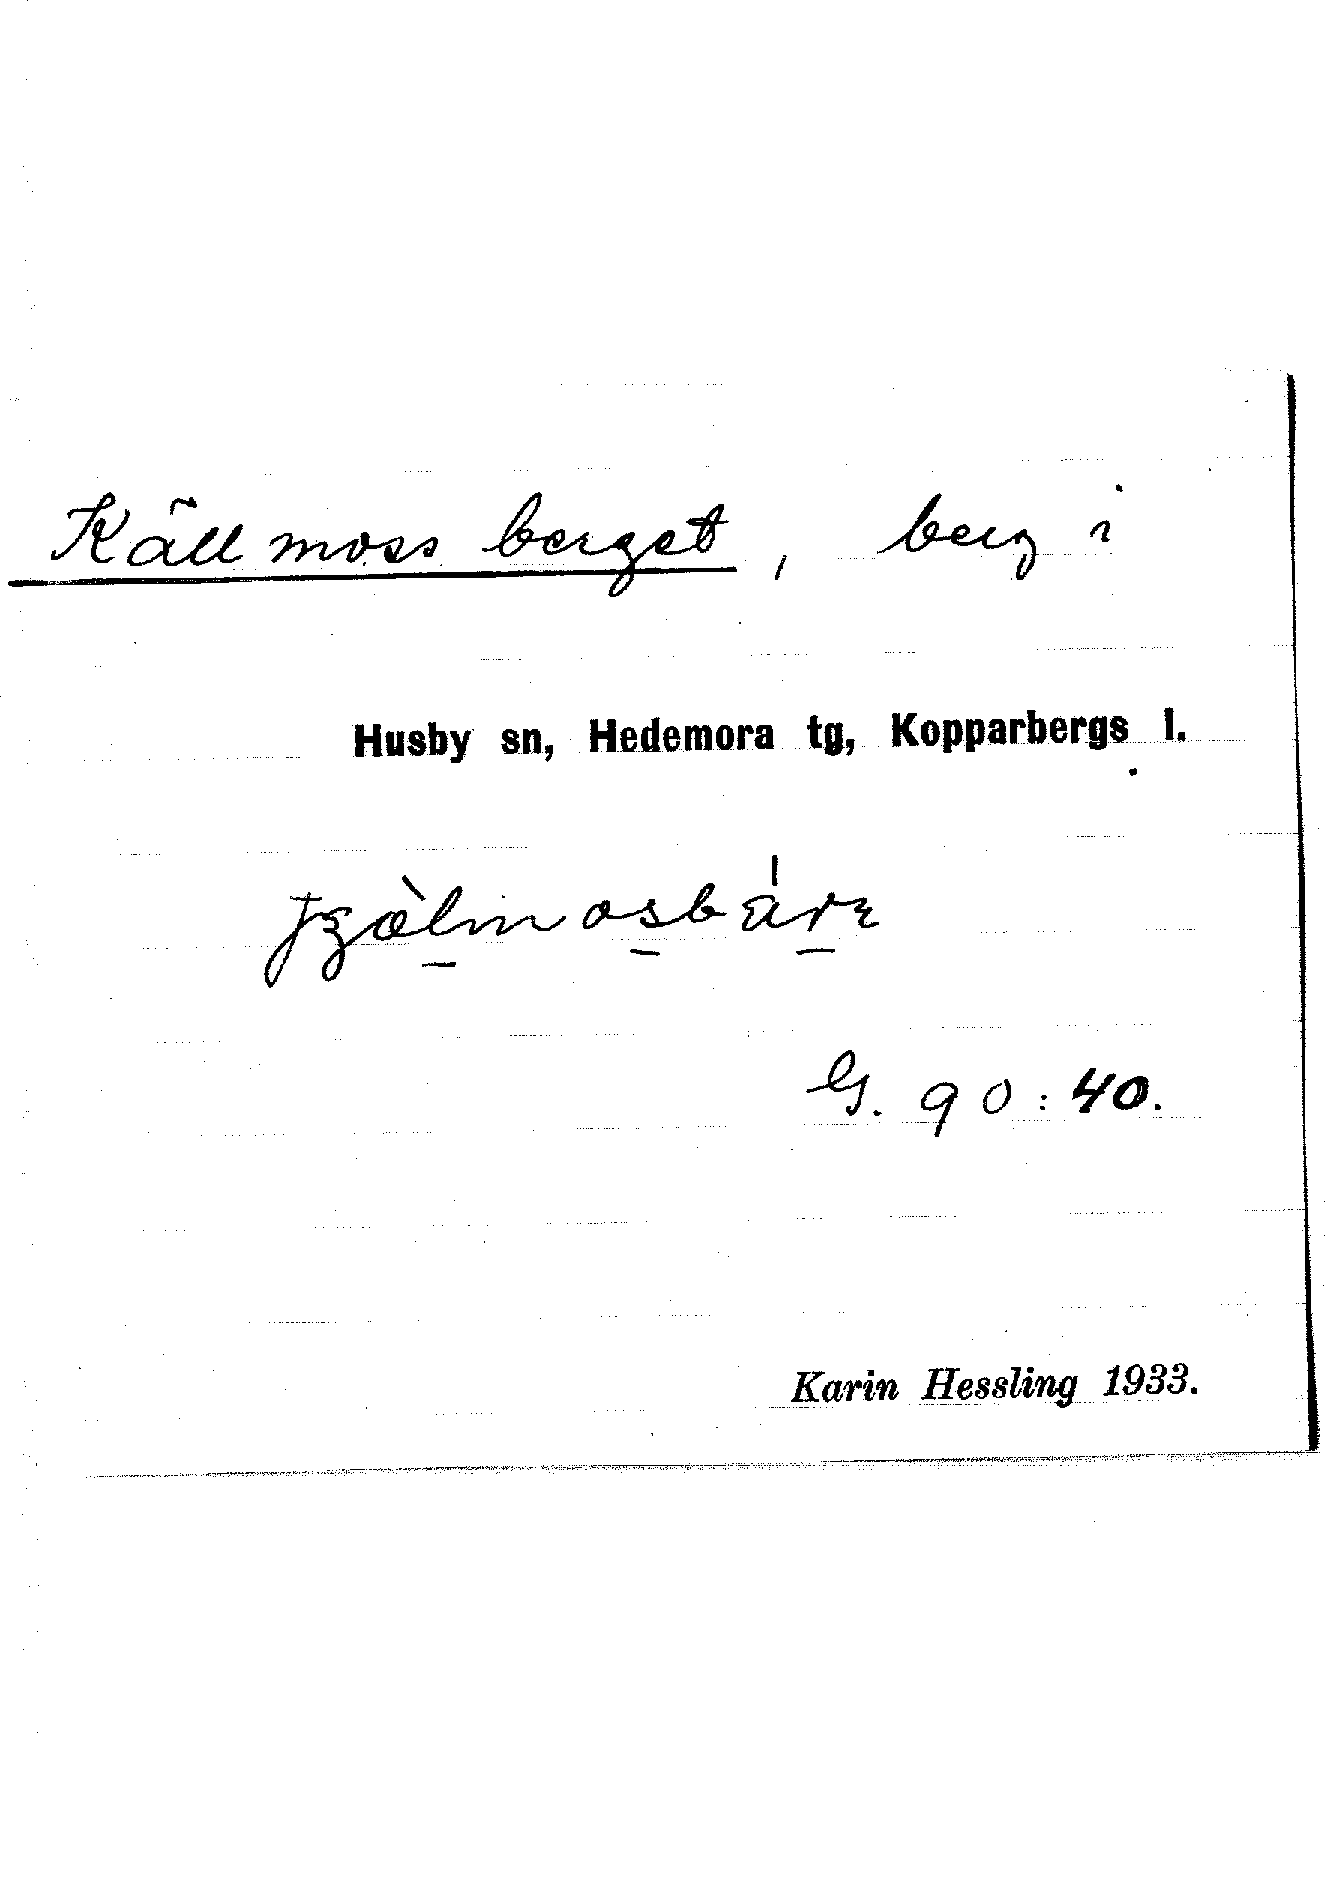 Källmossberget, berg i
Husby sn, Hedemora tg, Kopparbergs l.
G. 90:40.
Karin Hessling 1933.